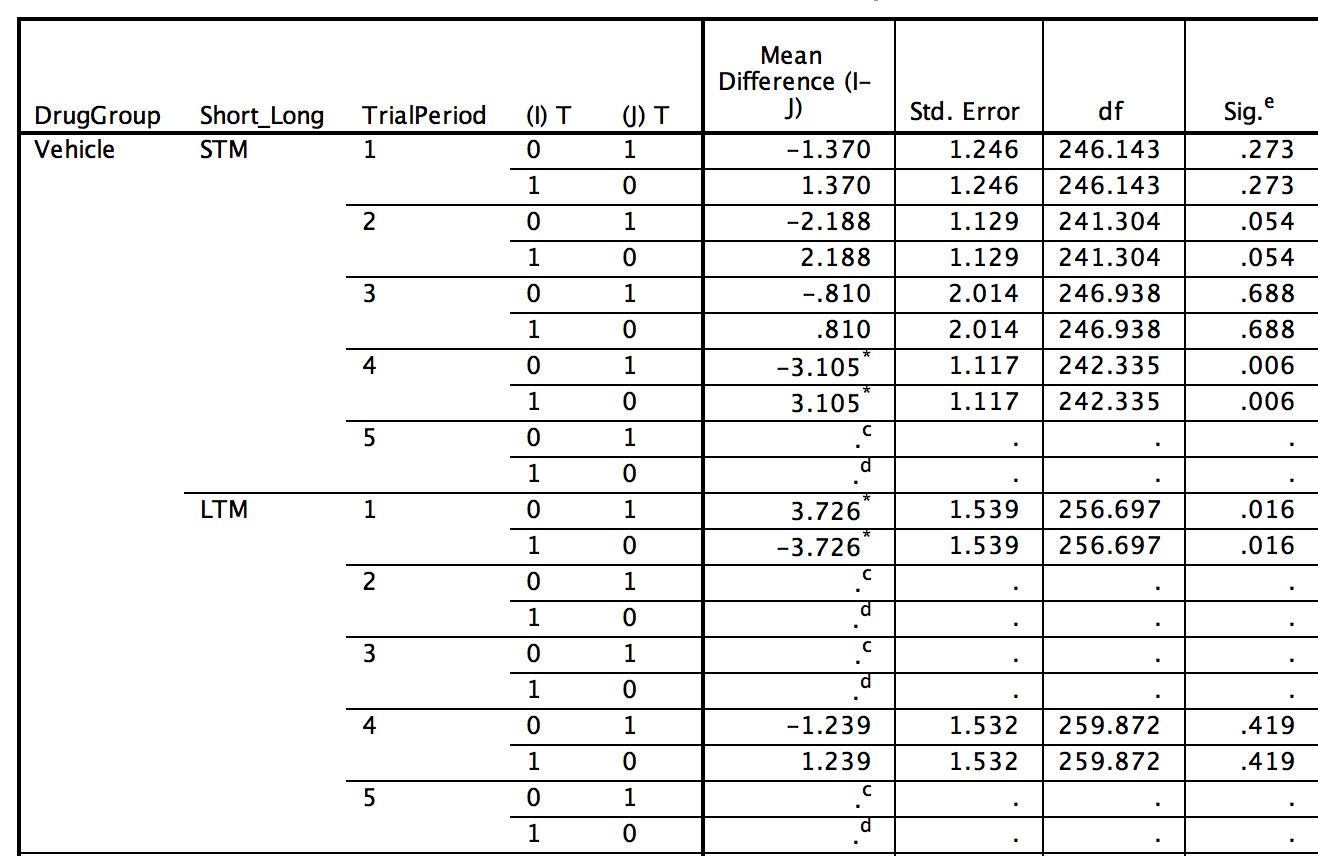 Mean
Difference (I-
J)
DrugGroup Short_Long TrialPeriod (I) T (J) T Std. Error df Sig.e
Vehicle STM 1 0 1 -1.370 1.246 246.143 .273
1 0 1.370 1.246 246.143 .273
2 0 1 -2.188 1.129 241.304 .054
1 0 2.188 1.129 241.304 .054
3 0 1 -.810 2.014 246.938 .688
1 0 .810 2.014 246.938 .688
4 0 1 -3.105* 1.117 242.335 .006
1 0 3.105* 1.117 242.335 .006
5 0 1 .c . . .
1 0 .d . . .
LTM 1 0 1 3.726* 1.539 256.697 .016
1 0 -3.726* 1.539 256.697 .016
2 0 1 .c . . .
1 0 .d . . .
3 0 1 .c . . .
1 0 .d . . .
4 0 1 -1.239 1.532 259.872 .419
1 0 1.239 1.532 259.872 .419
5 0 1 .c . . .
1 0 .d . . .